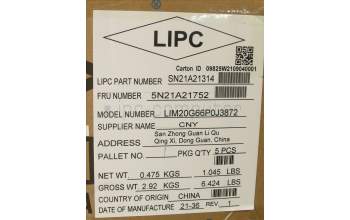 LIPC
Carton ID 09825W2109040001
LIPC PART NUMBER SN21A21314
FRU NUMBER 5N21A21752
MODEL NUMBER LIM20G66P0J3872
SUPPLIER NAME CNY
San Zhong Guan Li Qu
ADDRESS Qing Xi, Dong Guan, China
PALLET NO. PKG Q'TY 5 PCS
NET WT. 0.475 KGS 1.045 LBS
GROSS WT. 2.92 KGS 6.424 LBS
COUNTRY OF ORIGIN CHINA
DATE OF MANUFACTURE 21-36 REV. 1